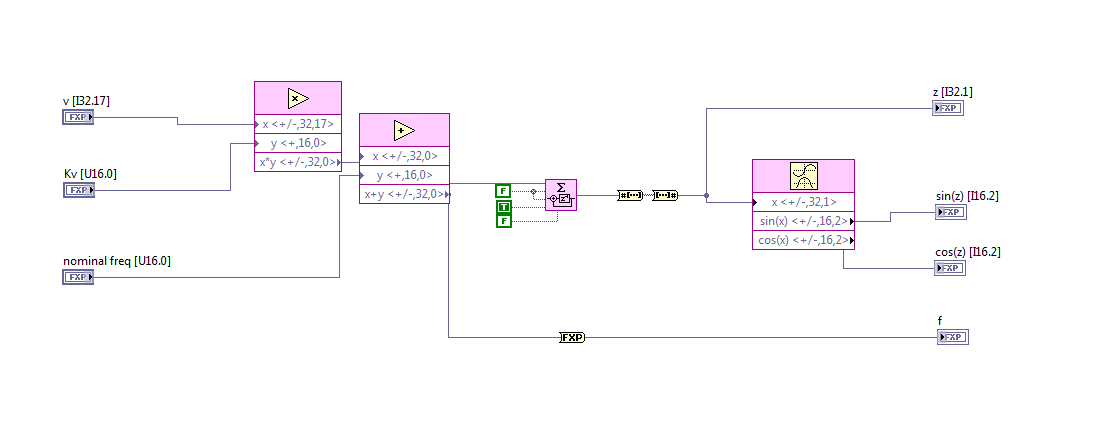 v [I32.17]
FXP
Kv [U16.0]
FXP
nominal freq [U16.0]
FXP
×
x <+/-,32,17>
y <+,16,0>
x*y <+/-,32,0>
+
x <+/-,32,0>
y <+,16,0>
x+y <+/-,32,0>
F
T
F
Σ
#[...]
[...]#
x <+/-,32,1>
sin(x) <+/-,16,2>
cos(x) <+/-,16,2>
z [I32.1]
FXP
sin(z) [I16.2]
FXP
cos(z) [I16.2]
FXP
FXP
f
FXP